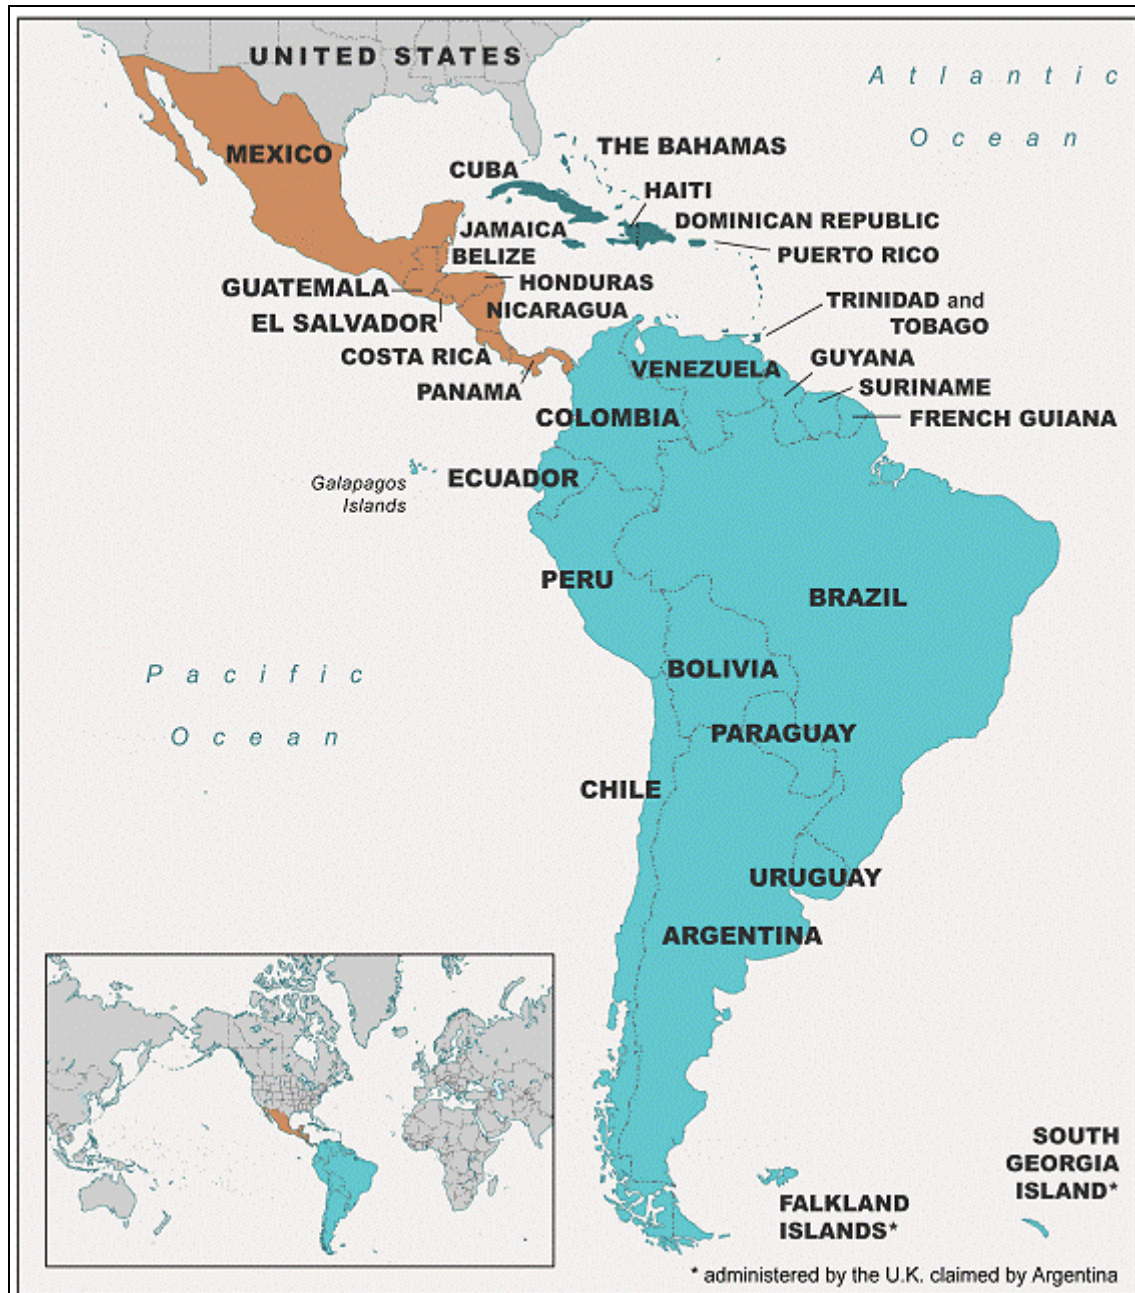 UNITED STATES
Atlantic
Ocean
MEXICO
THE BAHAMAS
CUBA
HAITI
DOMINICAN REPUBLIC
JAMAICA
PUERTO RICO
BELIZE
GUATEMALA
HONDURAS
NICARAGUA
TRINIDAD and
TOBAGO
EL SALVADOR
COSTA RICA
PANAMA
VENEZUELA
GUYANA
SURINAME
FRENCH GUIANA
COLOMBIA
Galapagos
Islands
ECUADOR
PERU
BRAZIL
Pacific
Ocean
BOLIVIA
PARAGUAY
CHILE
URUGUAY
ARGENTINA
SOUTH
GEORGIA
ISLAND*
FALKLAND
ISLANDS*
* administered by the U.K. claimed by Argentina